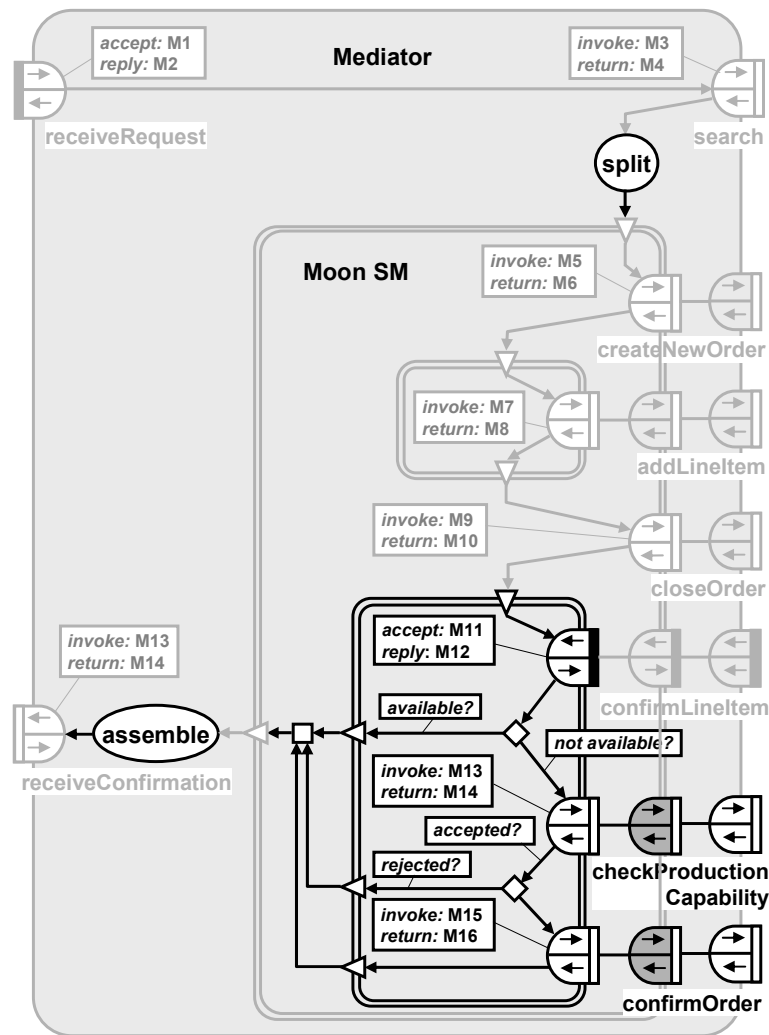 accept: M1
reply: M2
Mediator
invoke: M3
return: M4
receiveRequest
search
split
Moon SM
invoke: M5
return: M6
createNewOrder
invoke: M7
return: M8
addLineItem
invoke: M9
return: M10
closeOrder
accept: M11
reply: M12
invoke: M13
return: M14
confirmLineItem
available?
assemble
not available?
receiveConfirmation
invoke: M13
return: M14
accepted?
rejected?
checkProduction
Capability
invoke: M15
return: M16
confirmOrder